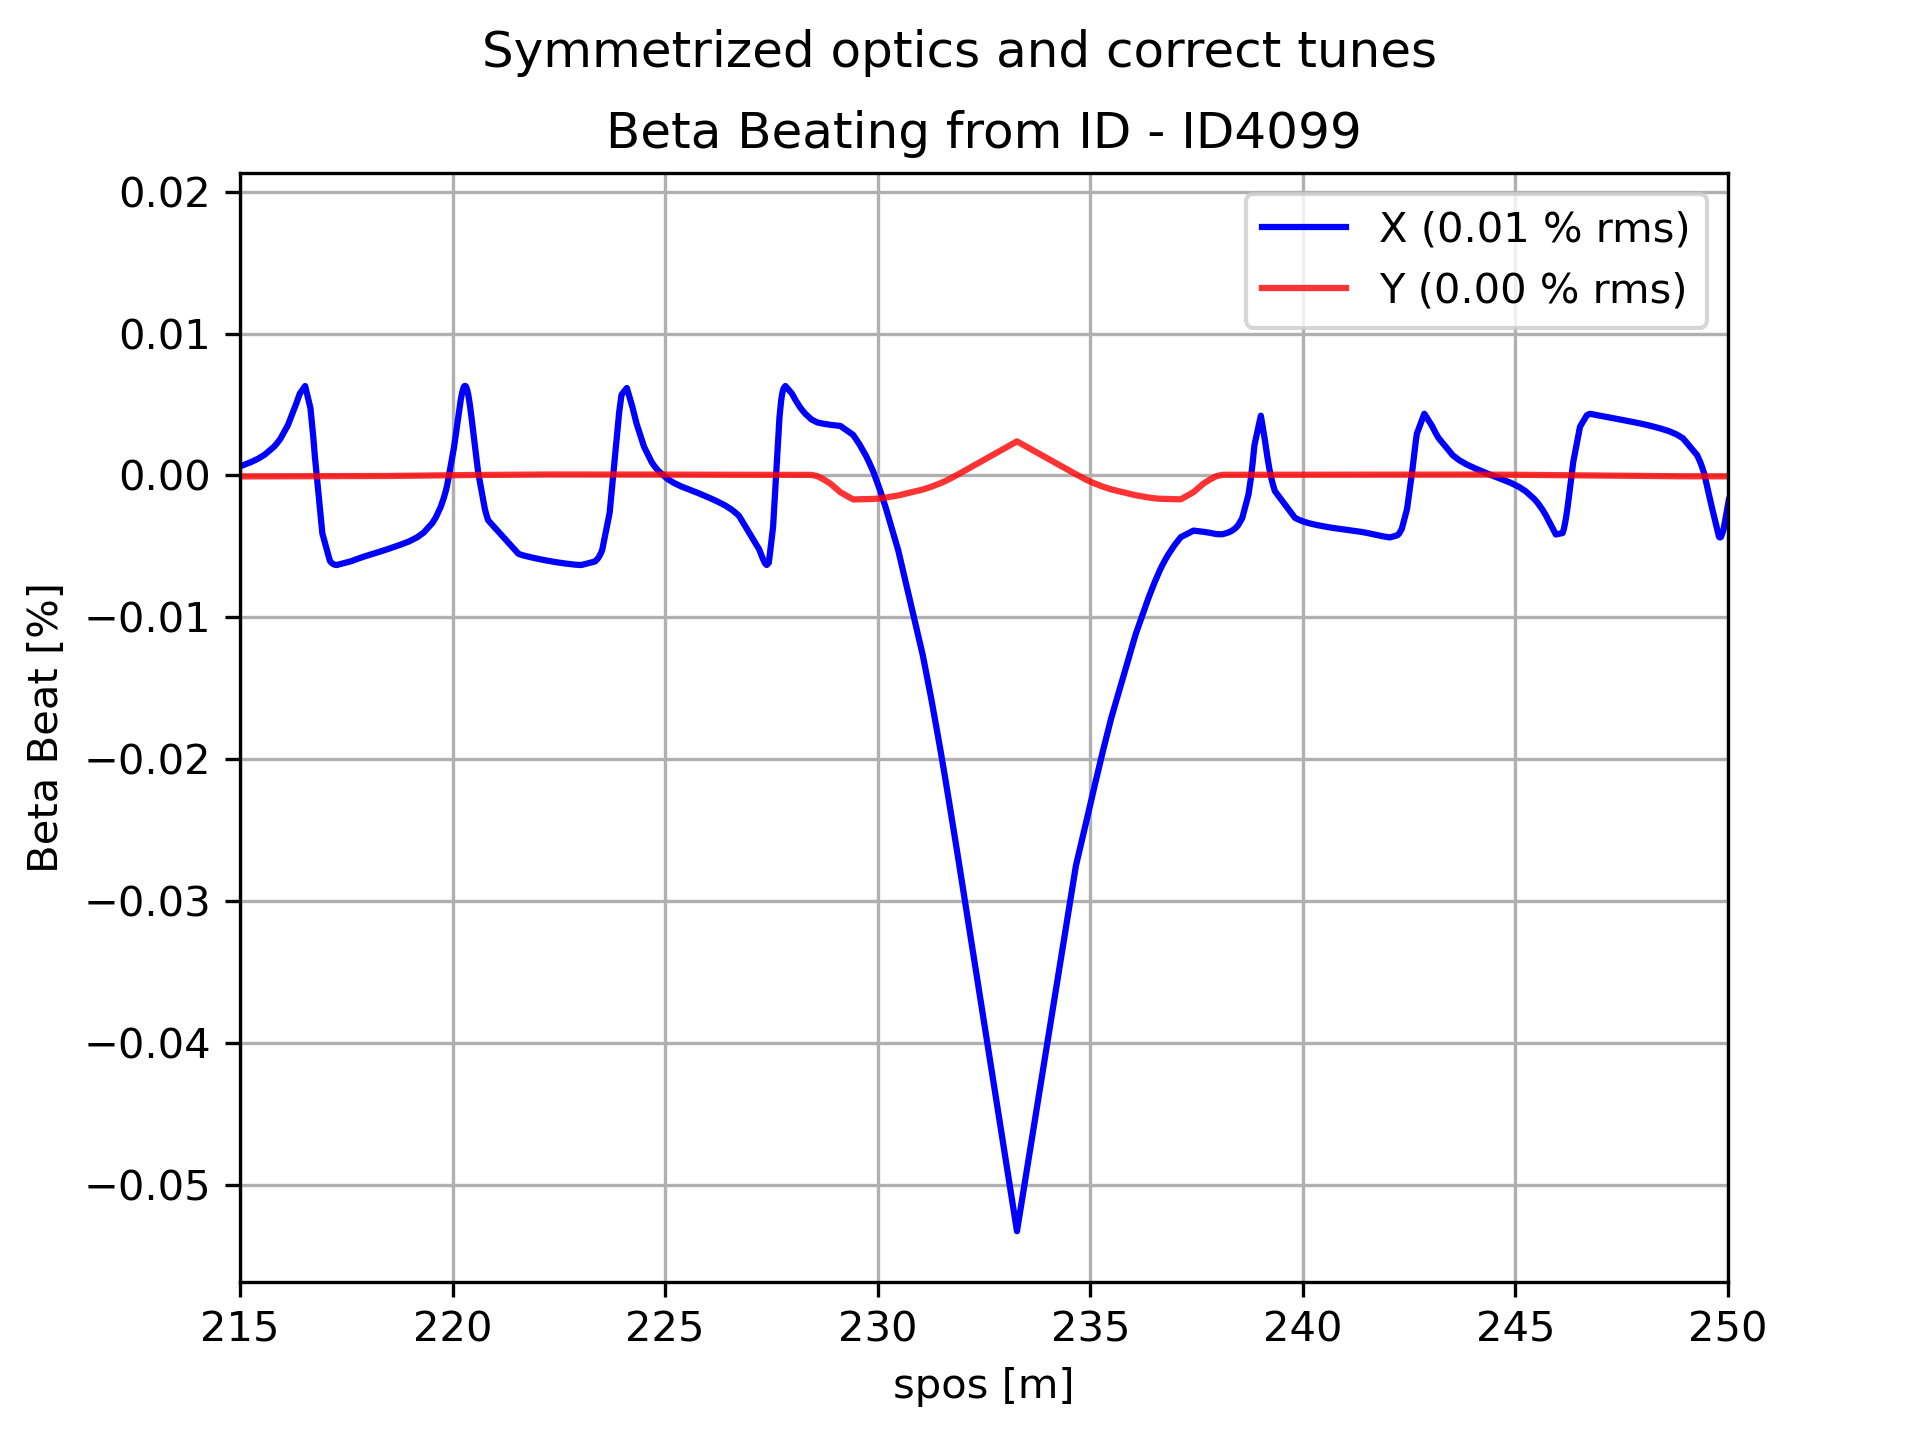 Symmetrized optics and correct tunes
Beta Beating from ID - ID4099
X (0.01 % rms)
Y (0.00 % rms)
0.02
0.01
0.00
−0.01
−0.02
−0.03
−0.04
−0.05
Beta Beat [%]
215 220 225 230 235 240 245 250
spos [m]